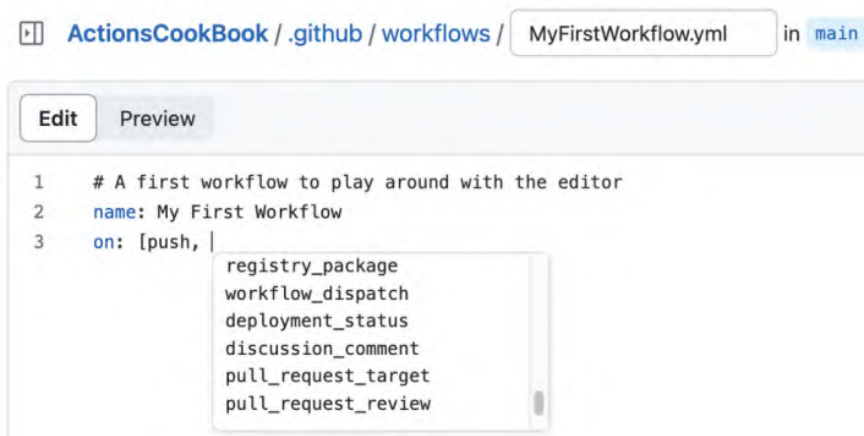 ActionsCookBook / .github / workflows / MyFirstWorkflow.yml in main
Edit Preview
1 # A first workflow to play around with the editor
2 name: My First Workflow
3 on: [push, 
registry_package
workflow_dispatch
deployment_status
discussion_comment
pull_request_target
pull_request_review